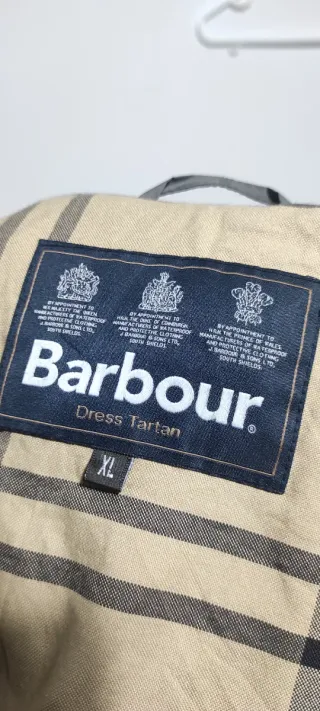 BY APPOINTMENT TO
HER MAJESTY THE QUEEN
MANUFACTURERS OF WATERPROOF
AND PROTECTIVE CLOTHING
J. BARBOUR & SONS LTD.
SOUTH SHIELDS
BY APPOINTMENT TO
H.R.H. THE DUKE OF EDINBURGH
MANUFACTURERS OF WATERPROOF
AND PROTECTIVE CLOTHING
J. BARBOUR & SONS LTD.
SOUTH SHIELDS
BY APPOINTMENT TO
H.R.H. THE PRINCE OF WALES
MANUFACTURERS OF WATERPROOF
AND PROTECTIVE CLOTHING
J. BARBOUR & SONS LTD.
SOUTH SHIELDS
Barbour®
Dress Tartan
XL